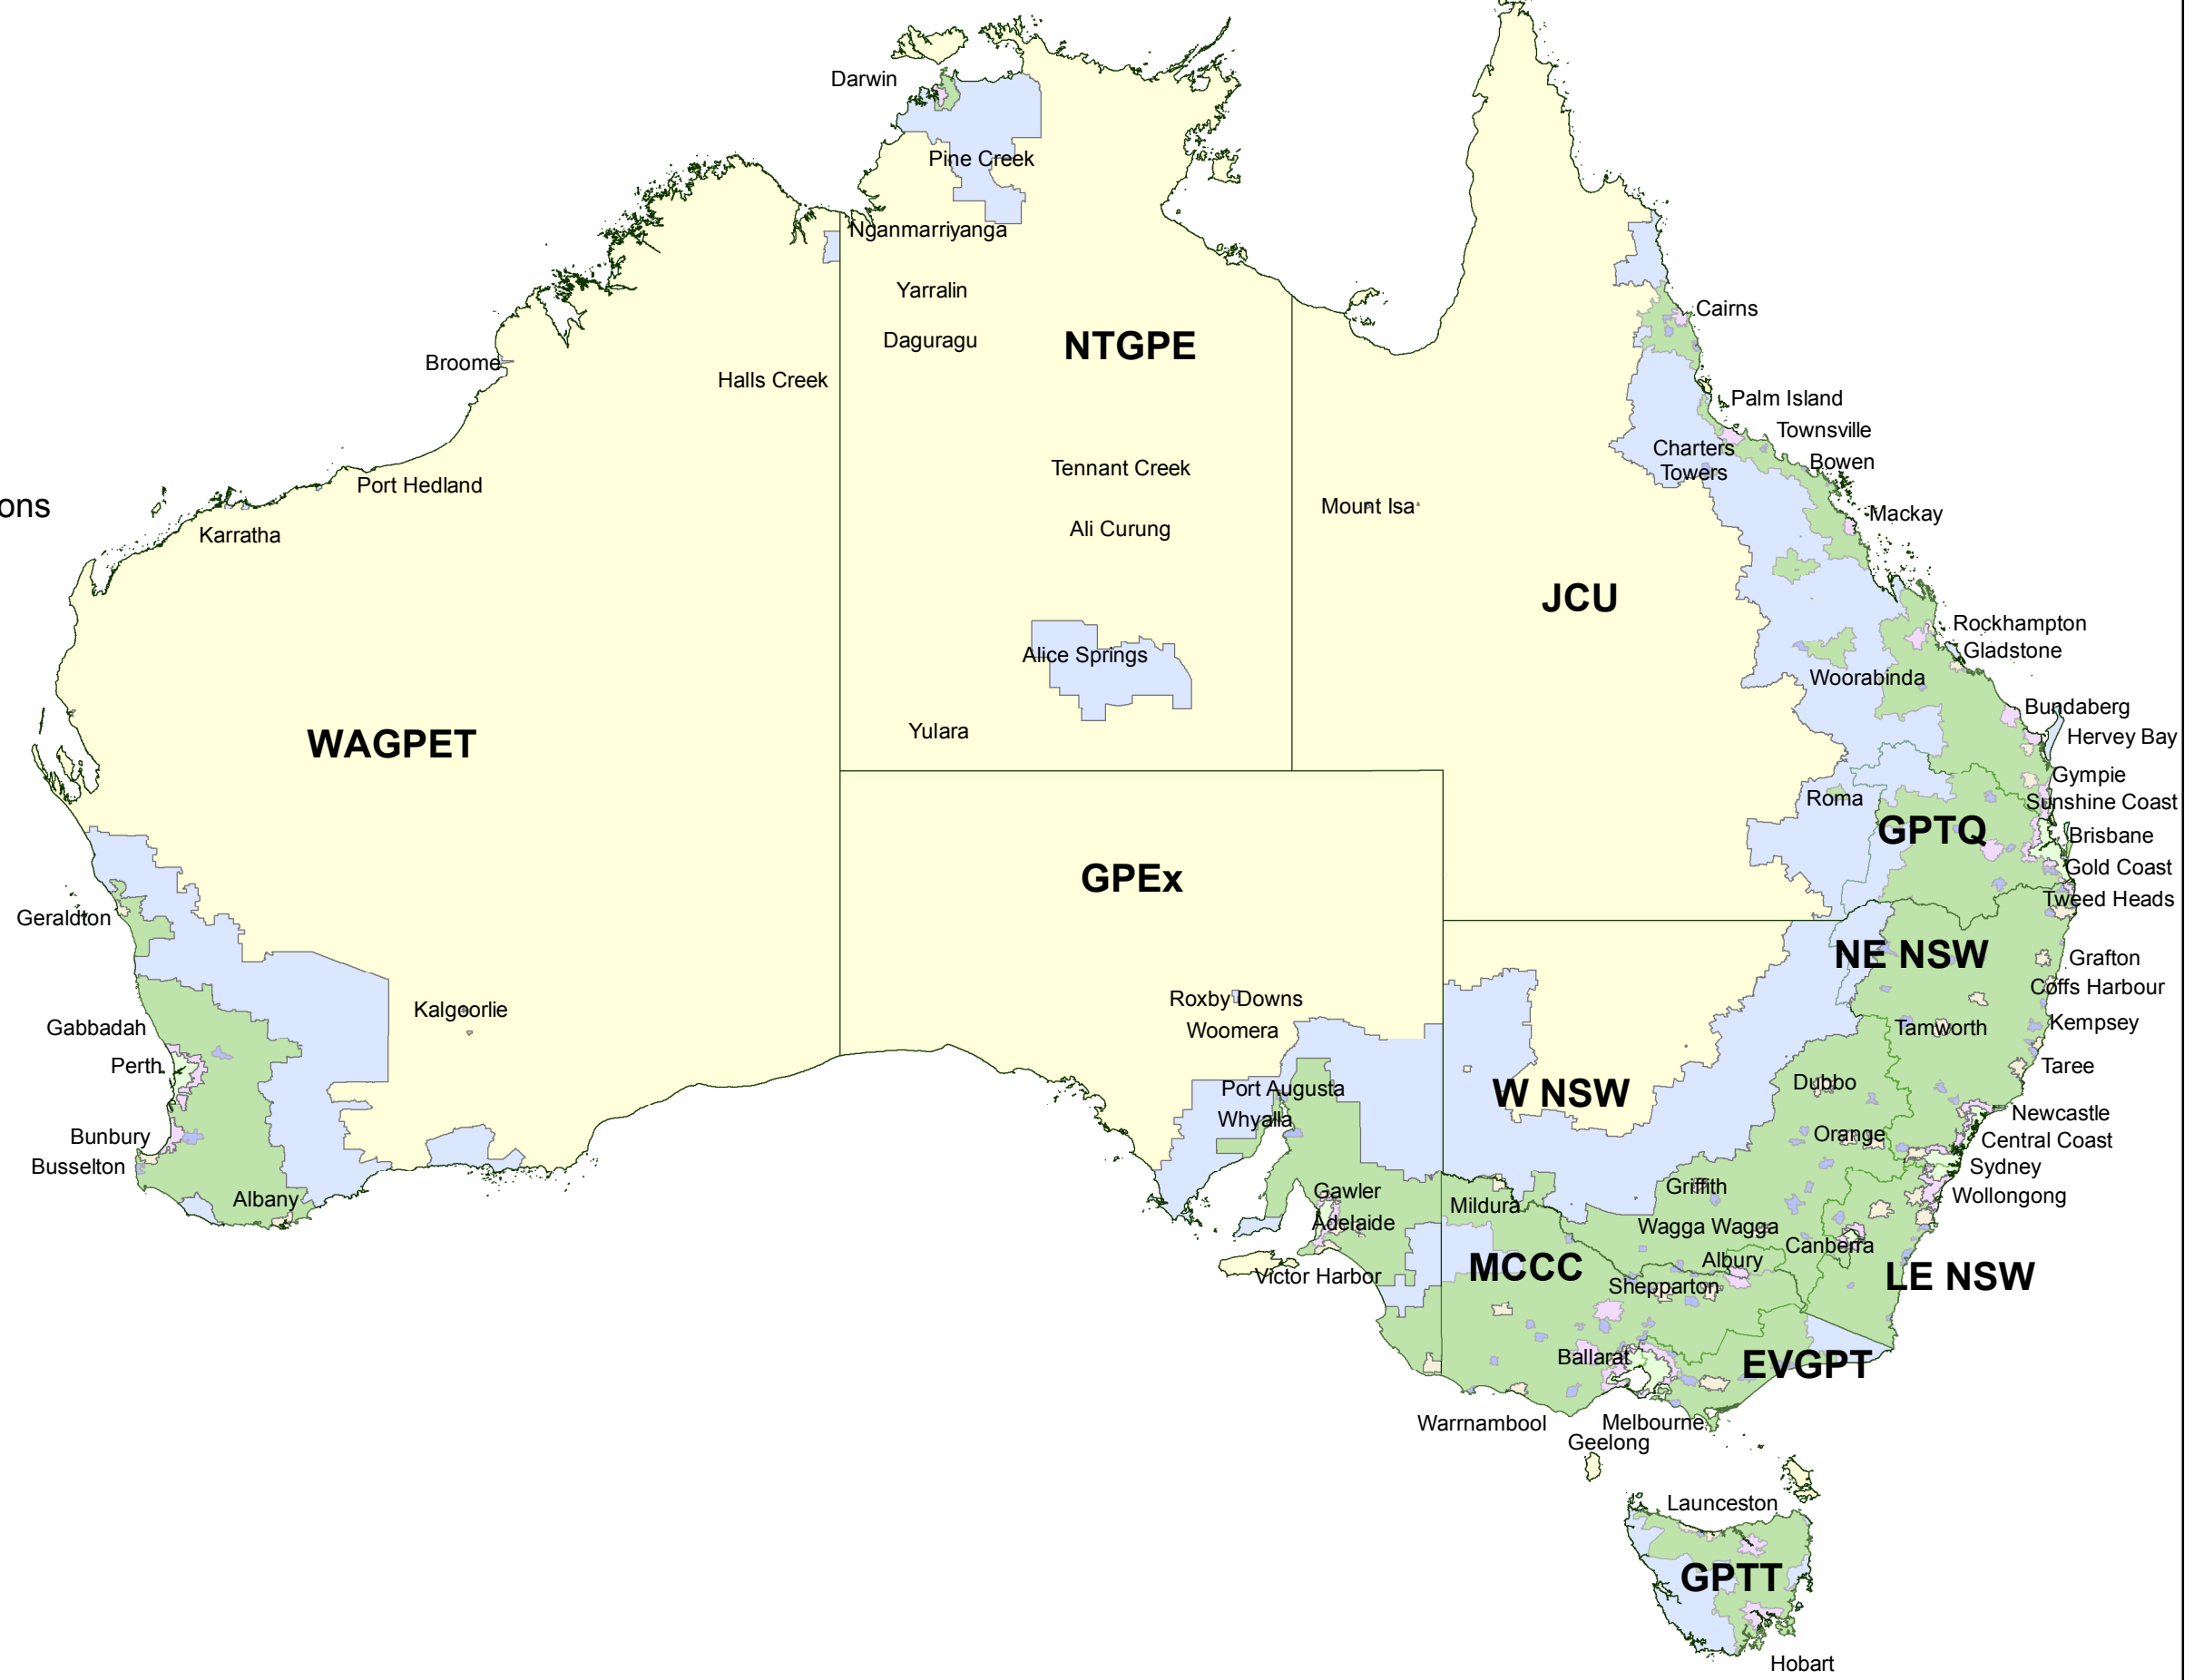 Darwin
Pine Creek
Nganmarriyanga
Yarralin
Cairns
Daguragu
NTGPE
Broome
Halls Creek
Palm Island
Townsville
Charters
Towers
Bowen
Tennant Creek
Port Hedland
ons
Mount Isa
Mackay
Karratha
Ali Curung
JCU
Rockhampton
Gladstone
Alice Springs
Woorabinda
Bundaberg
Yulara
Hervey Bay
WAGPET
Gympie
Roma
Sunshine Coast
GPTQ
Brisbane
Gold Coast
GPEx
Tweed Heads
Geraldton
NE NSW
Grafton
Coffs Harbour
Roxby Downs
Kalgoorlie
Kempsey
Gabbadah
Woomera
Tamworth
Perth
Taree
Dubbo
Port Augusta
W NSW
Newcastle
Whyalla
Orange
Bunbury
Central Coast
Busselton
Sydney
Griffith
Gawler
Wollongong
Albany
Mildura
Adelaide
Wagga Wagga
Canberra
Albury
MCCC
Victor Harbor
LE NSW
Shepparton
Ballarat
EVGPT
Warrnambool
Melbourne
Geelong
Launceston
GPTT
Hobart